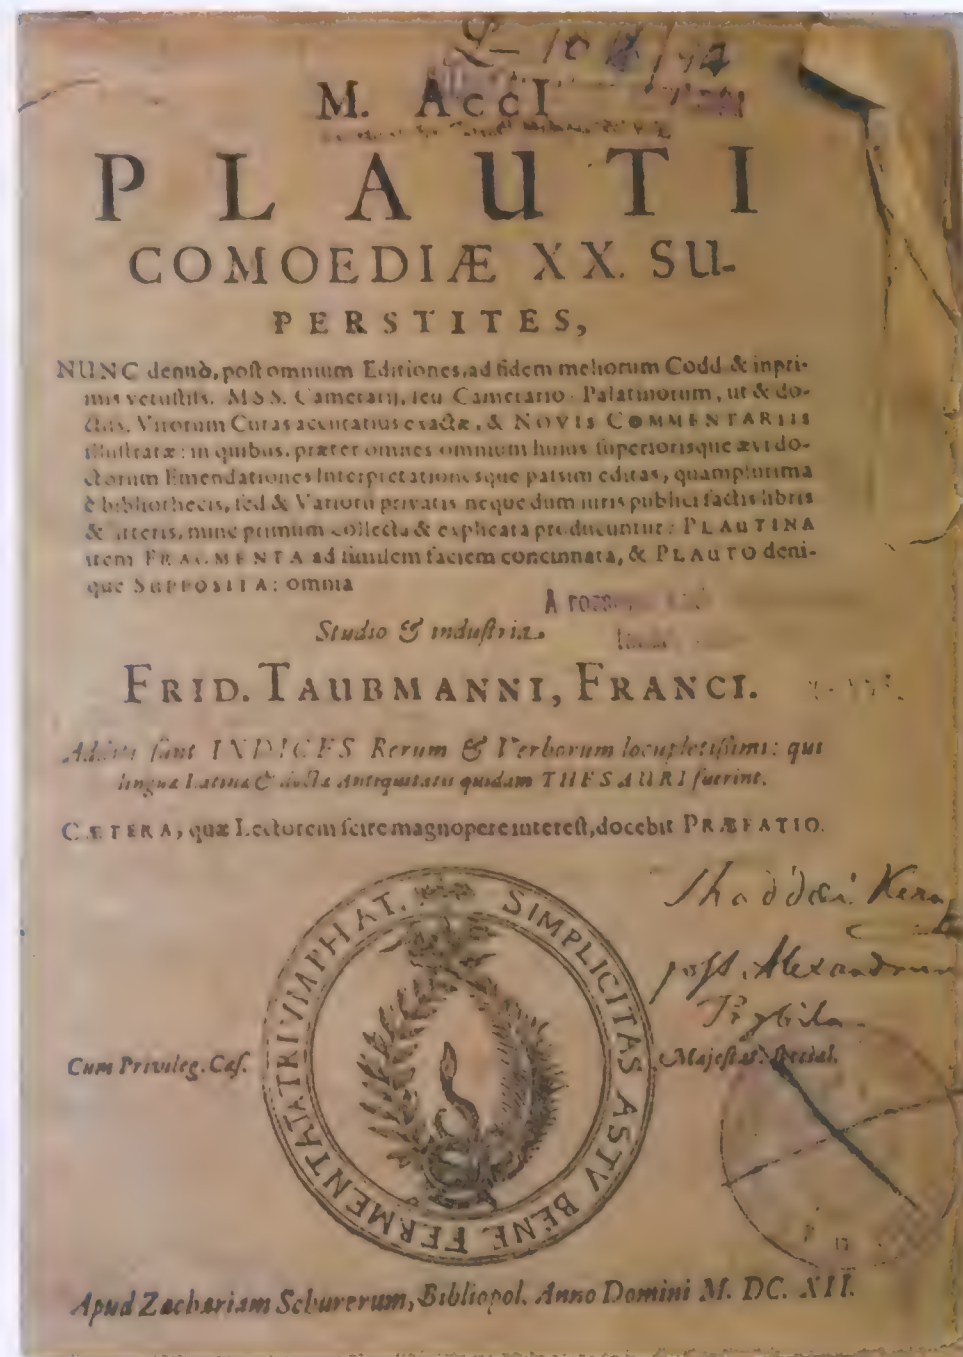 M. AccI
PLAUTI
COMOEDIÆ XX. SU-
PERSTITES,
NUNC denuò, post omnium Editiones, ad fidem meliorum Codd & inpri-
mis vetustiss. MSS. Camerarij, seu Camerario-Palatinorum, ut & do-
ctiss. Virorum Curas accuratius exactæ, & NOVIS COMMENTARIIS
illustratæ: in quibus, præter omnes omnium huius superiorisque ævi do-
ctorum Emendationes Interpretationesque passim editas, quamplurima
è bibliothecis, sed & Varioru privatis neque dum iuris publici factis libris
& litteris, nunc primum collecta & explicata producuntur: PLAUTINA
item FRAGMENTA ad similem faciem concinnata, & PLAUTO deni-
que SUPPOSITA: omnia
Studio & industria
FRID. TAUBMANNI, FRANCI.
Additi sunt INDICES Rerum & Verborum locupletissimi: qui
linguæ Latinæ & doctæ Antiquitatis quidam THESAURI fuerint.
CÆTERA, quæ Lectorem scire magnopere interest, docebit PRÆFATIO.
SIMPLICITAS ASTV BENE FERMENTATA TRIVMPHAT.
poss. Alexandrum
Cum Privileg. Cæs.
Majestat. special.
Apud Zachariam Schurerum, Bibliopol. Anno Domini M. DC. XII.